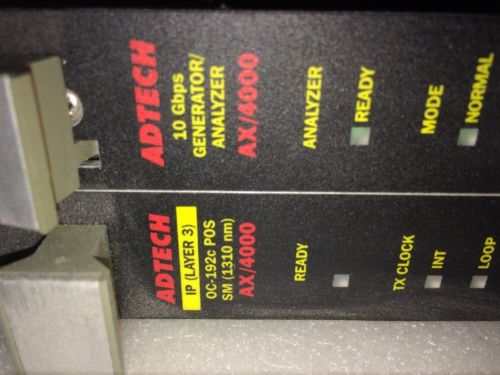 ADTECH
10 Gbps
GENERATOR/
ANALYZER
AX/4000
ANALYZER
READY
MODE
NORMAL
ADTECH
IP (LAYER 3)
OC-192c POS
SM (1310 nm)
AX/4000
READY
TX CLOCK
INT
LOOP